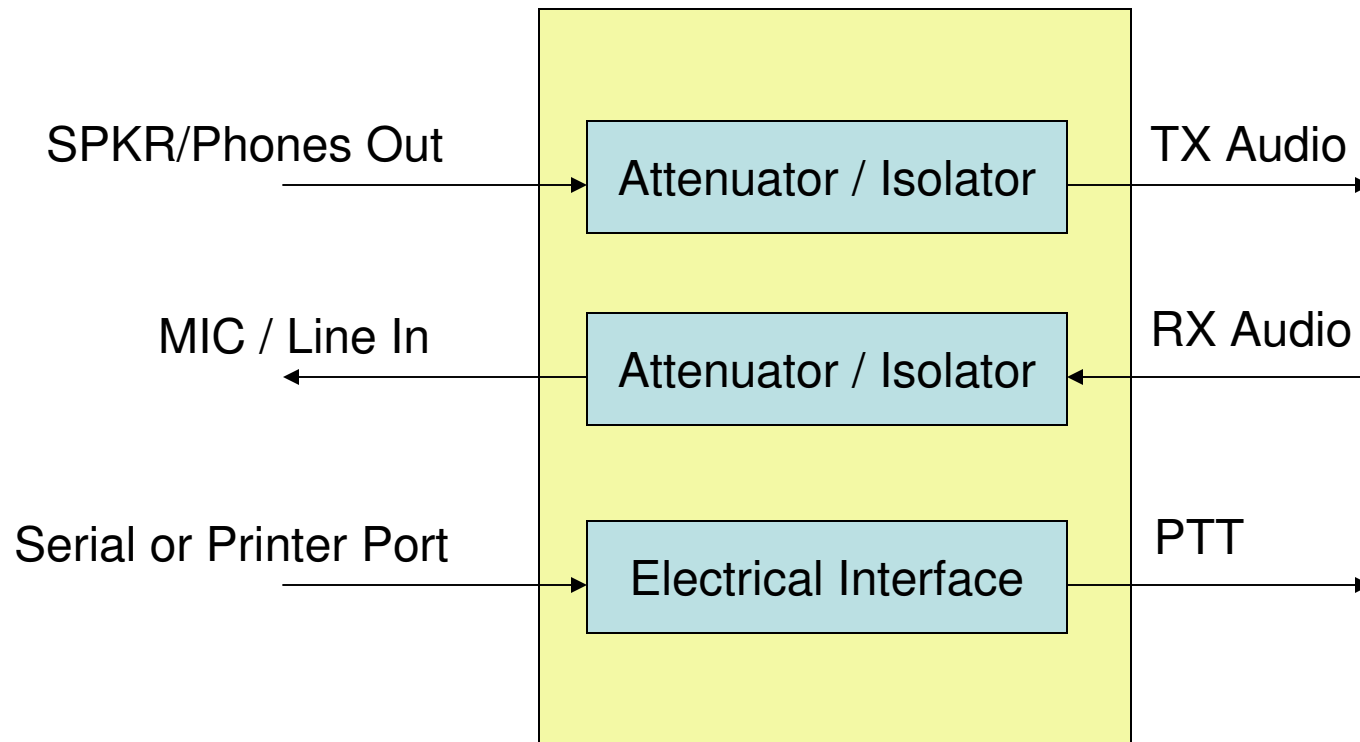 SPKR/Phones Out
Attenuator / Isolator
TX Audio
MIC / Line In
Attenuator / Isolator
RX Audio
Serial or Printer Port
Electrical Interface
PTT